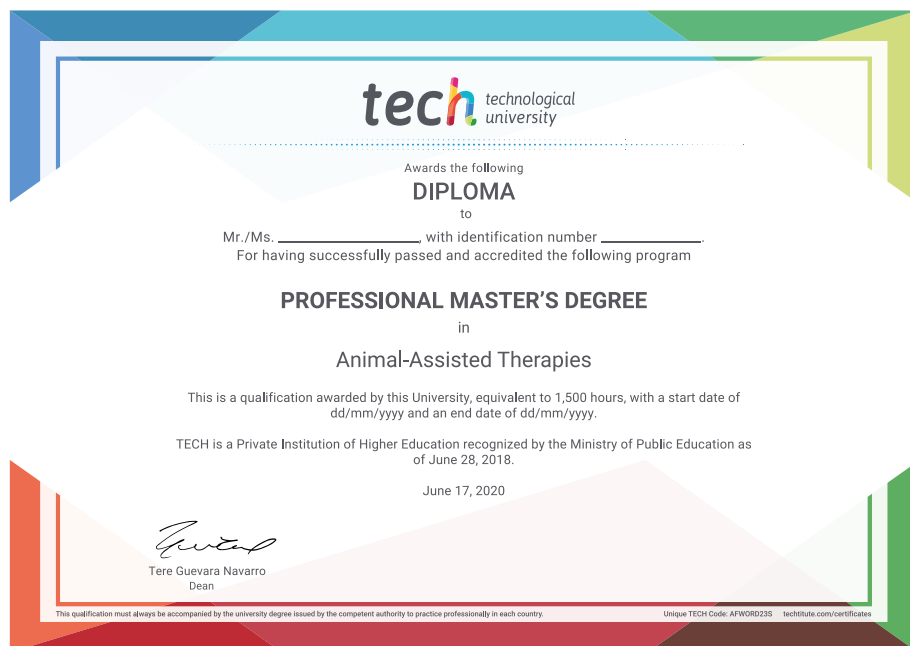 tech technological
university
Awards the following
DIPLOMA
to
Mr./Ms. ____________________, with identification number ______________.
For having successfully passed and accredited the following program
PROFESSIONAL MASTER'S DEGREE
in
Animal-Assisted Therapies
This is a qualification awarded by this University, equivalent to 1,500 hours, with a start date of
dd/mm/yyyy and an end date of dd/mm/yyyy.
TECH is a Private Institution of Higher Education recognized by the Ministry of Public Education as
of June 28, 2018.
June 17, 2020
Tere Guevara Navarro
Dean
This qualification must always be accompanied by the university degree issued by the competent authority to practice professionally in each country. Unique TECH Code: AFWORD23S techtitute.com/certificates